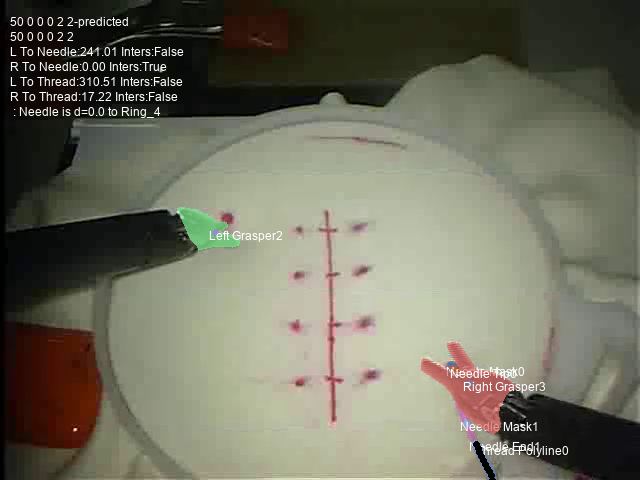 50 0 0 0 2 2-predicted
50 0 0 0 2 2
L To Needle:241.01 Inters:False
R To Needle:0.00 Inters:True
L To Thread:310.51 Inters:False
R To Thread:17.22 Inters:False
: Needle is d=0.0 to Ring_4
Left Grasper2
Right Grasper3
Needle Mask1
Needle End1
Thread Polyline0